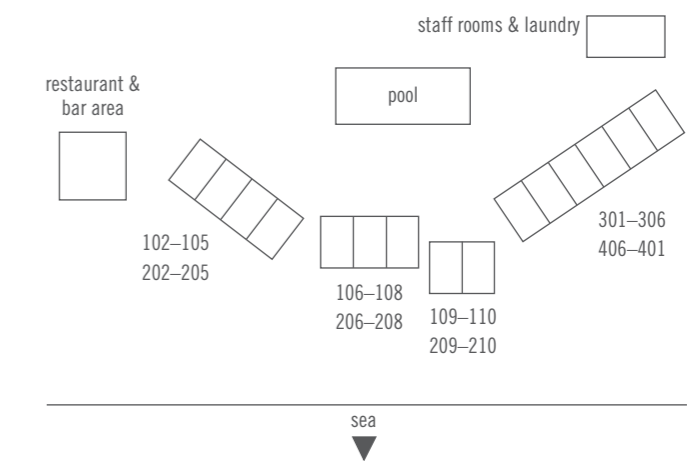 staff rooms & laundry
restaurant &
bar area
pool
102–105
202–205
106–108
206–208
109–110
209–210
301–306
406–401
sea